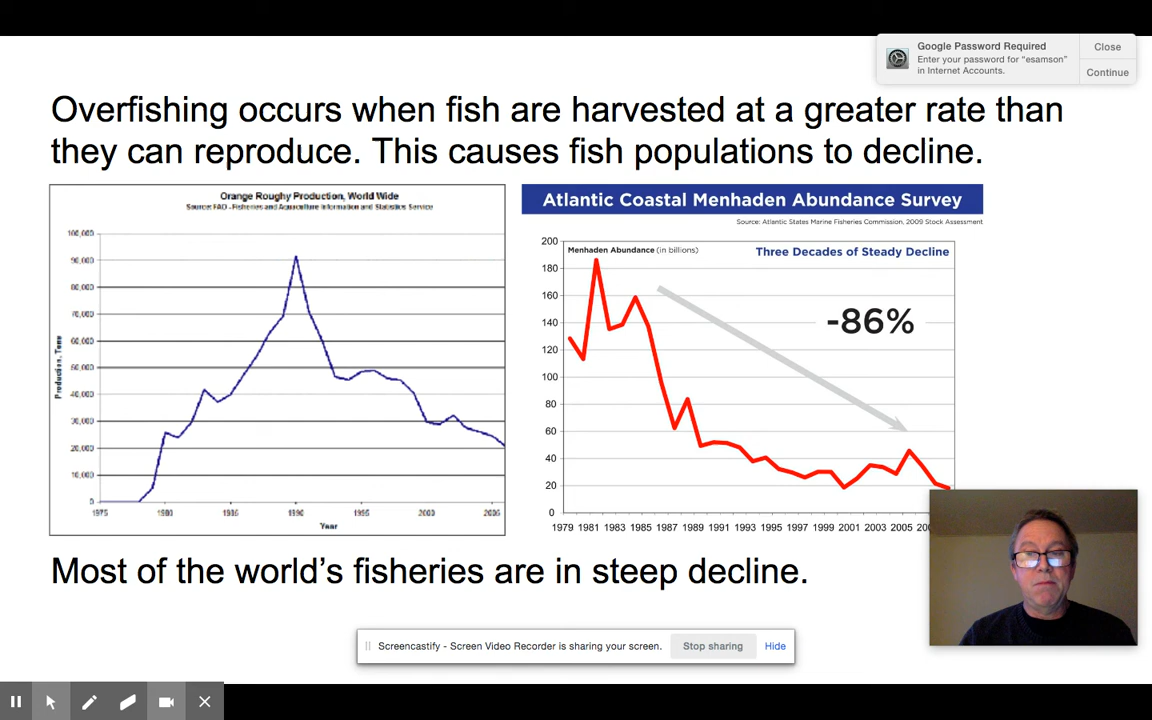 Google Password Required
Enter your password for "esamson"
in Internet Accounts.
Close
Continue
Overfishing occurs when fish are harvested at a greater rate than
they can reproduce. This causes fish populations to decline.
Orange Roughy Production, World Wide
Source: FAO - Fisheries and Aquaculture Information and Statistics Service
100,000
90,000
80,000
70,000
60,000
50,000
40,000
30,000
20,000
10,000
0
Production, Tons
1975 1980 1985 1990 1995 2000 2005
Year
Atlantic Coastal Menhaden Abundance Survey
Source: Atlantic States Marine Fisheries Commission, 2009 Stock Assessment
Menhaden Abundance (in billions)
Three Decades of Steady Decline
-86%
200
180
160
140
120
100
80
60
40
20
0
1979 1981 1983 1985 1987 1989 1991 1993 1995 1997 1999 2001 2003 2005
Most of the world's fisheries are in steep decline.
Screencastify - Screen Video Recorder is sharing your screen.
Stop sharing
Hide